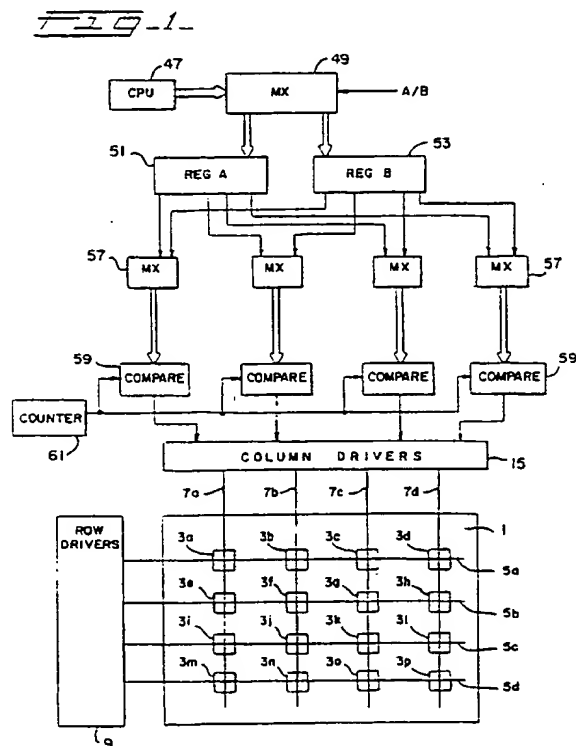 FIG-1-
47
49
CPU
MX
A/B
51
53
REG A
REG B
57
MX
MX
MX
MX
57
59
COMPARE
COMPARE
COMPARE
COMPARE
59
COUNTER
61
COLUMN DRIVERS
15
7a
7b
7c
7d
ROW
DRIVERS
1
3a
3b
3c
3d
5a
3e
3f
3g
3h
5b
3i
3j
3k
3l
5c
3m
3n
3o
3p
5d
9